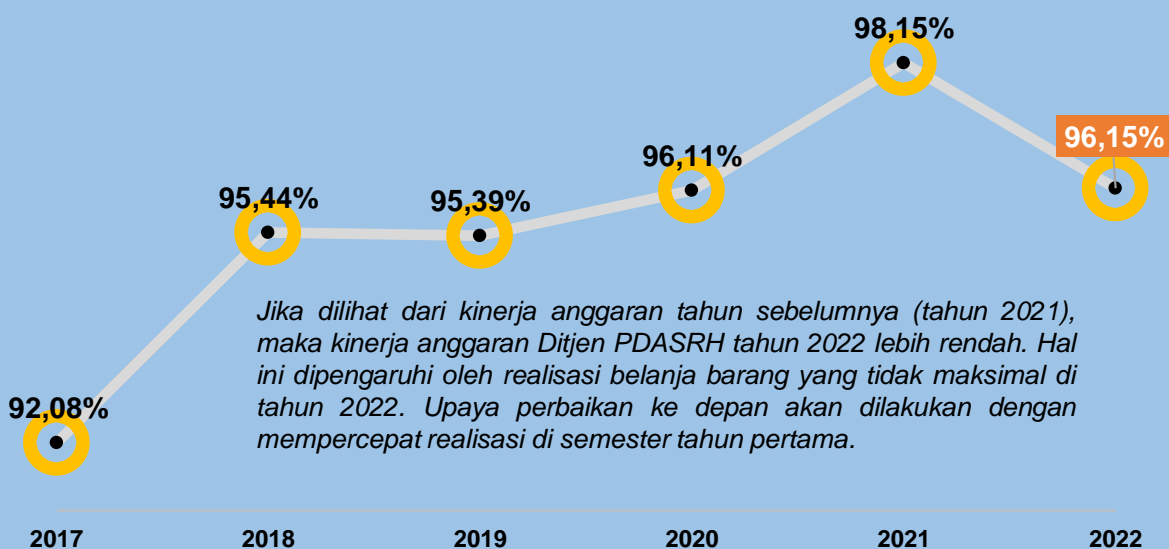 98,15%
96,15%
96,11%
95,44%
95,39%
92,08%
Jika dilihat dari kinerja anggaran tahun sebelumnya (tahun 2021),
maka kinerja anggaran Ditjen PDASRH tahun 2022 lebih rendah. Hal
ini dipengaruhi oleh realisasi belanja barang yang tidak maksimal di
tahun 2022. Upaya perbaikan ke depan akan dilakukan dengan
mempercepat realisasi di semester tahun pertama.
2017 2018 2019 2020 2021 2022